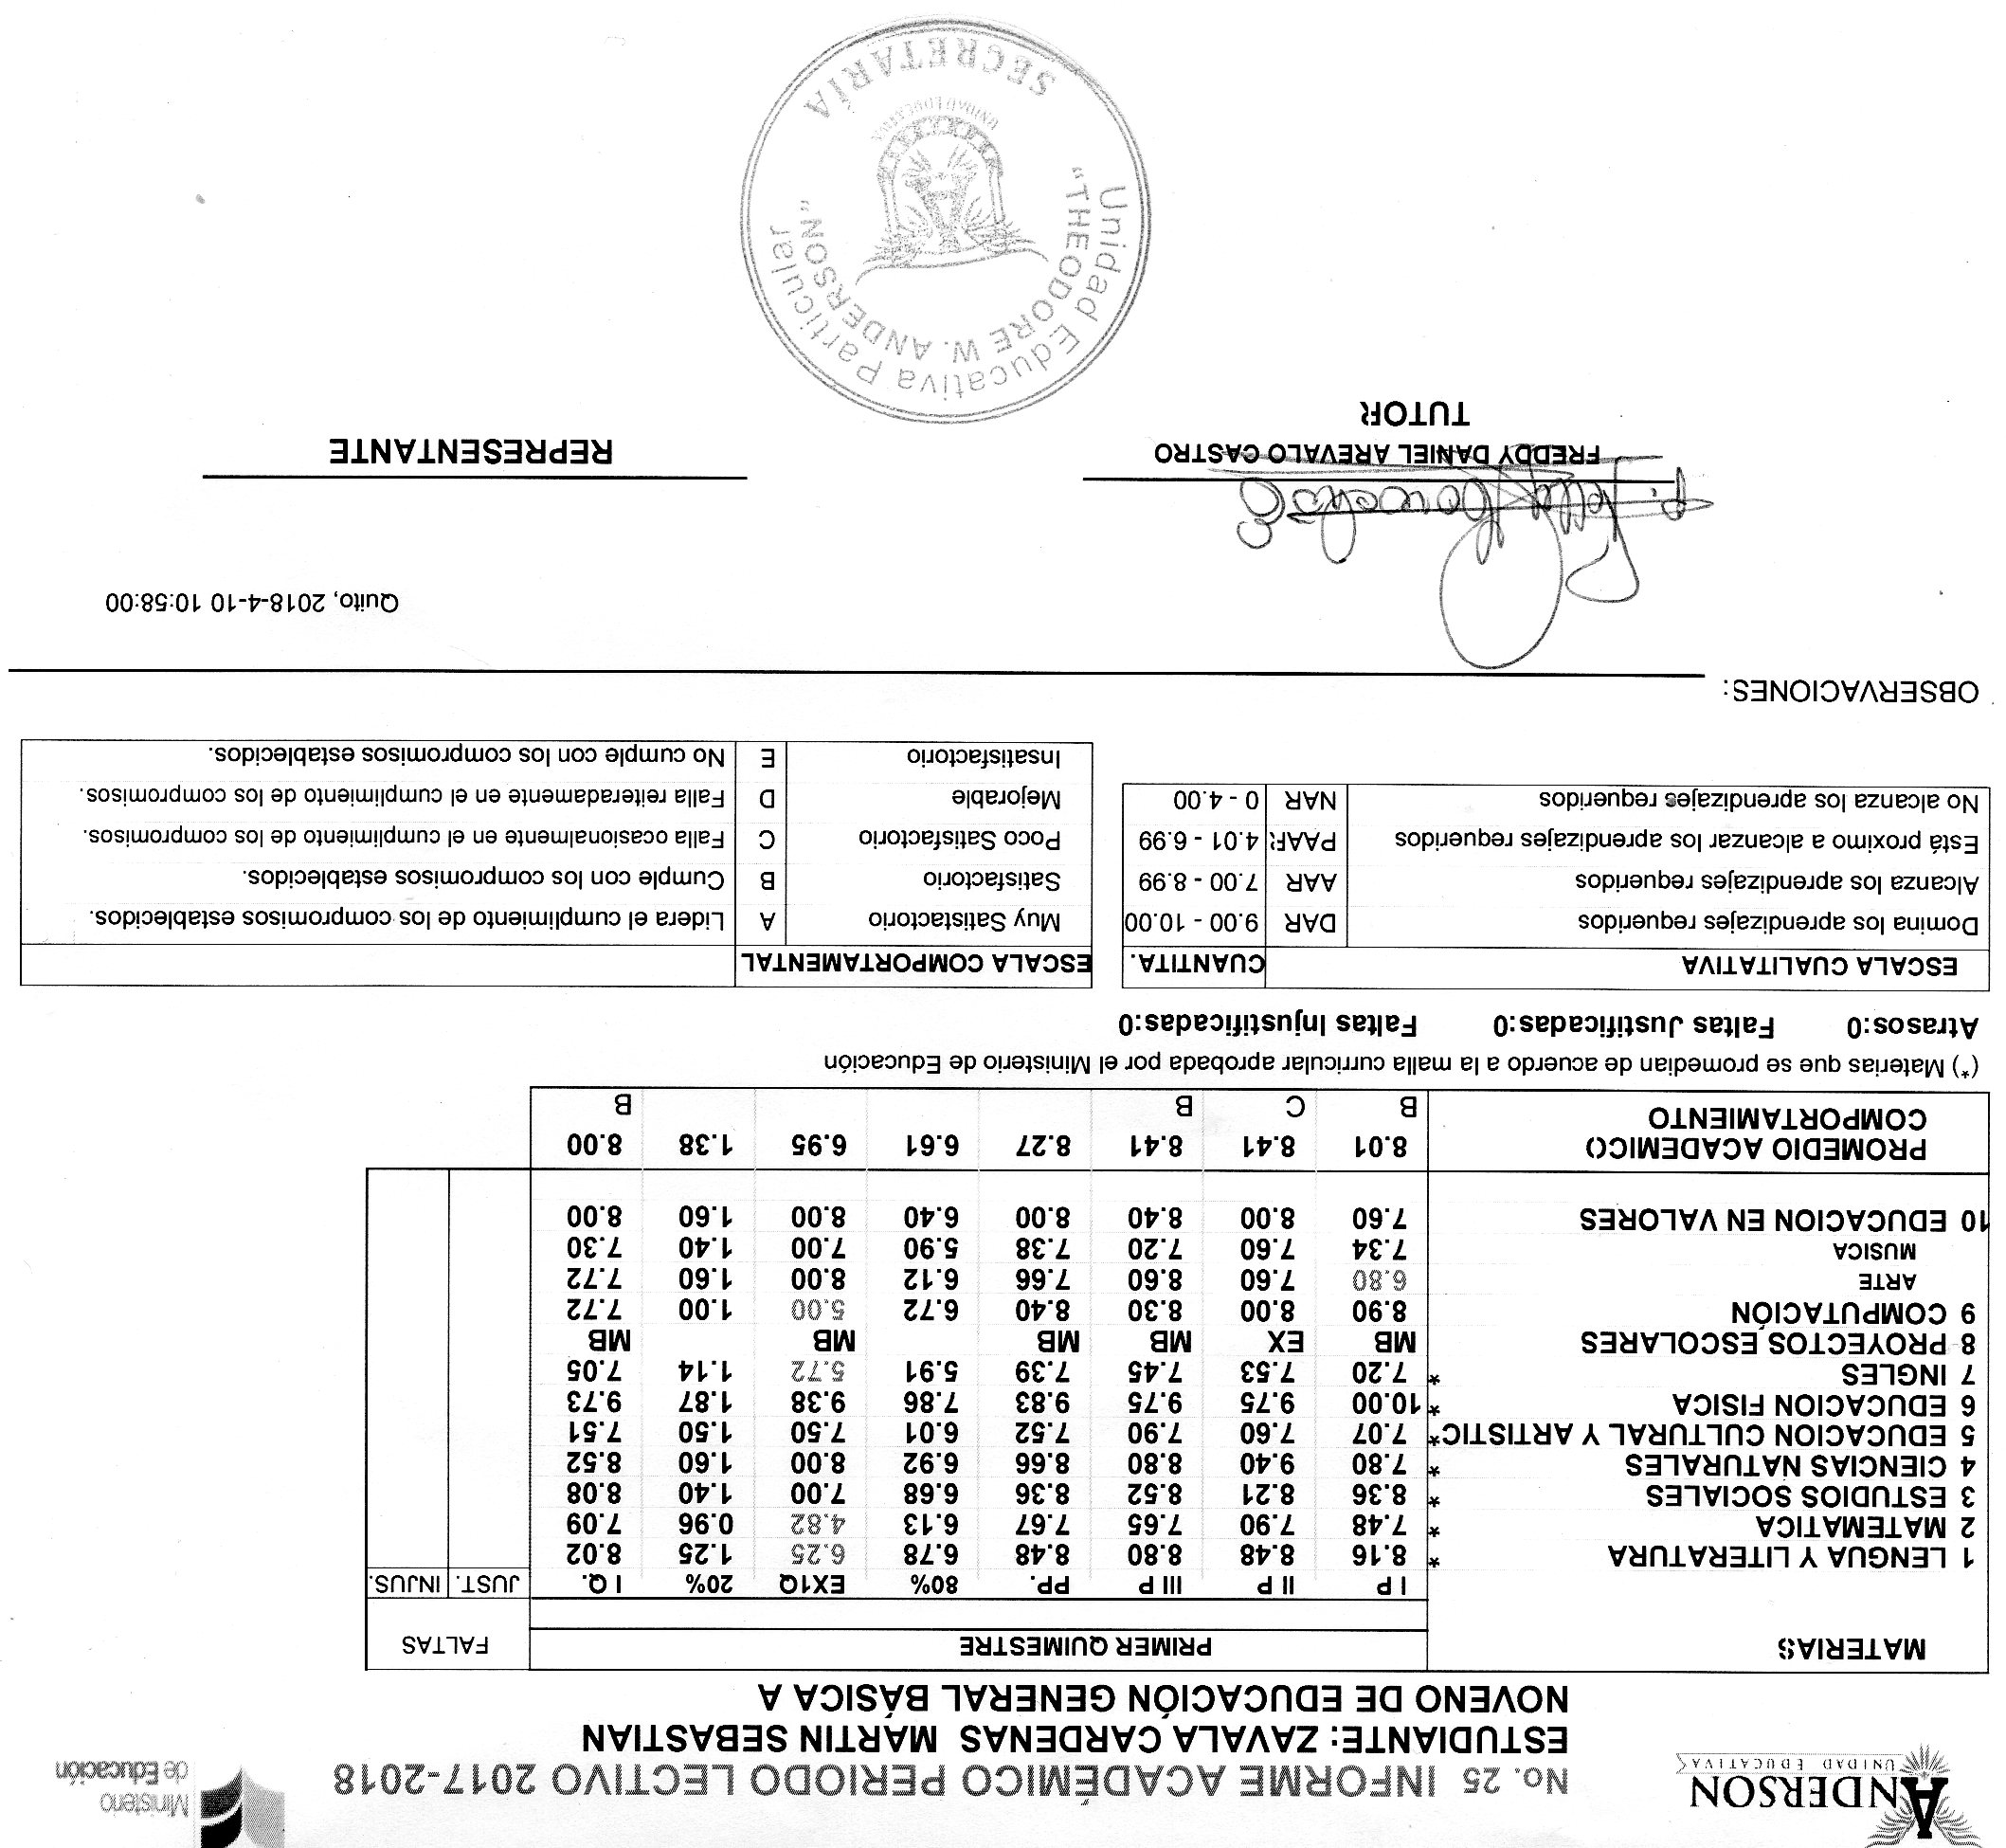 ANDERSON
UNIDAD EDUCATIVA
Ministerio
de Educación
No. 25 INFORME ACADÉMICO PERIODO LECTIVO 2017-2018
ESTUDIANTE: ZAVALA CARDENAS MARTIN SEBASTIAN
NOVENO DE EDUCACIÓN GENERAL BÁSICA A
MATERIAS PRIMER QUIMESTRE FALTAS
I P II P III P PP. 80% EX1Q 20% I Q. JUST. INJUS.
1 LENGUA Y LITERATURA * 8.16 8.48 8.80 8.48 6.78 6.25 1.25 8.02
2 MATEMATICA * 7.48 7.90 7.65 7.67 6.13 4.82 0.96 7.09
3 ESTUDIOS SOCIALES * 8.36 8.21 8.52 8.36 6.68 7.00 1.40 8.08
4 CIENCIAS NATURALES * 7.80 9.40 8.80 8.66 6.92 8.00 1.60 8.52
5 EDUCACION CULTURAL Y ARTISTIC* 7.07 7.60 7.90 7.52 6.01 7.50 1.50 7.51
6 EDUCACION FISICA * 10.00 9.75 9.75 9.83 7.86 9.38 1.87 9.73
7 INGLES * 7.20 7.53 7.45 7.39 5.91 5.72 1.14 7.05
8 PROYECTOS ESCOLARES MB EX MB MB MB MB
9 COMPUTACIÓN 8.90 8.00 8.30 8.40 6.72 5.00 1.00 7.72
ARTE 6.80 7.60 8.60 7.66 6.12 8.00 1.60 7.72
MUSICA 7.34 7.60 7.20 7.38 5.90 7.00 1.40 7.30
10 EDUCACION EN VALORES 7.60 8.00 8.40 8.00 6.40 8.00 1.60 8.00
PROMEDIO ACADEMICO 8.01 8.41 8.41 8.27 6.61 6.95 1.38 8.00
COMPORTAMIENTO B C B B
(*) Materias que se promedian de acuerdo a la malla curricular aprobada por el Ministerio de Educación
Atrasos:0 Faltas Justificadas:0 Faltas Injustificadas:0
ESCALA CUALITATIVA CUANTITA.
Domina los aprendizajes requeridos DAR 9.00 - 10.00
Alcanza los aprendizajes requeridos AAR 7.00 - 8.99
Está proximo a alcanzar los aprendizajes requeridos PAAR 4.01 - 6.99
No alcanza los aprendizajes requeridos NAR 0 - 4.00
ESCALA COMPORTAMENTAL
Muy Satistactorio A Lidera el cumplimiento de los compromisos establecidos.
Satisfactorio B Cumple con los compromisos establecidos.
Poco Satisfactorio C Falla ocasionalmente en el cumplimiento de los compromisos.
Mejorable D Falla reiteradamente en el cumplimiento de los compromisos.
Insatisfactorio E No cumple con los compromisos establecidos.
OBSERVACIONES:
Quito, 2018-4-10 10:58:00
FREDDY DANIEL AREVALO CASTRO
TUTOR
REPRESENTANTE
Unidad Educativa Particular
"THEODORE W. ANDERSON"
UNIDAD EDUCATIVA
SECRETARÍA